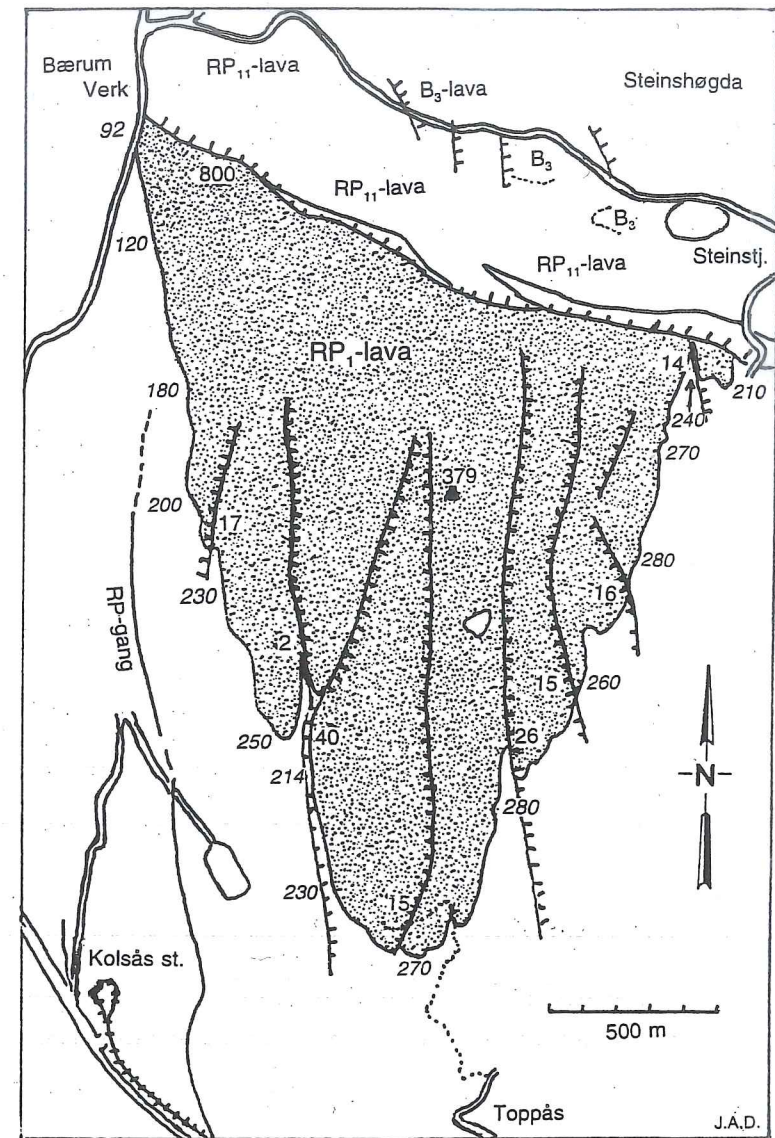 Bærum
Verk
RP₁₁-lava
B₃-lava
Steinshøgda
92
800
B₃
RP₁₁-lava
B₃
120
RP₁₁-lava
Steinstj.
RP₁-lava
14
210
180
240
270
379
200
17
280
230
16
RP-gang
2
15
260
250
40
26
214
-N-
280
230
15
Kolsås st.
270
500 m
Toppås
J.A.D.